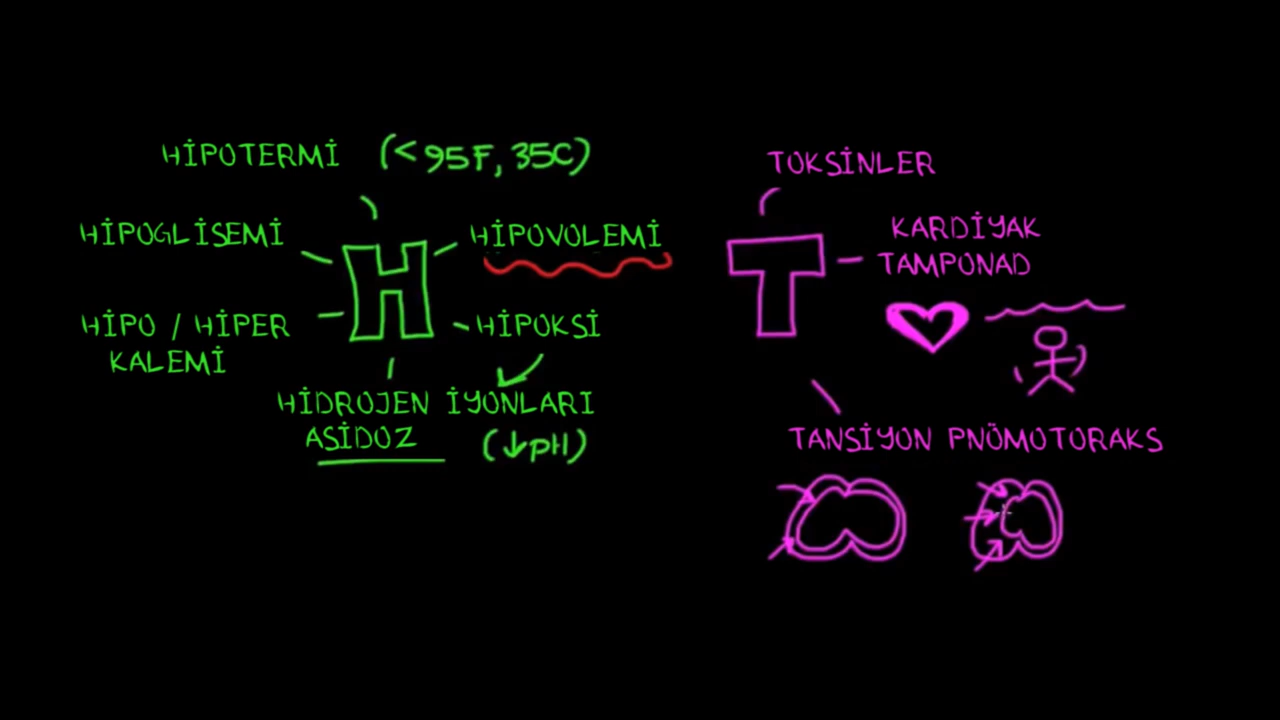 HİPOTERMİ (<95F, 35C)
HİPOGLİSEMİ
HİPOVOLEMİ
H
HİPO / HİPER
KALEMİ
HİPOKSİ
HİDROJEN İYONLARI
ASİDOZ (↓pH)
TOKSİNLER
T
KARDİYAK
TAMPONAD
TANSİYON PNÖMOTORAKS